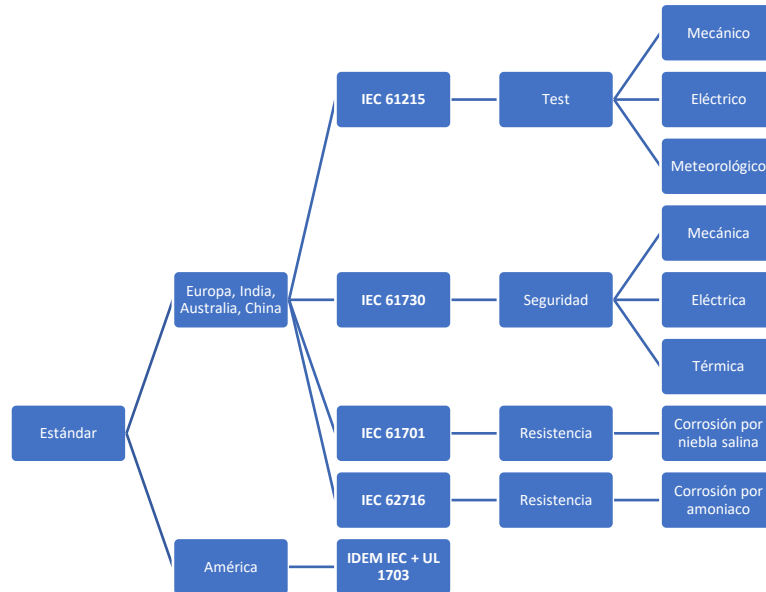 Mecánico
IEC 61215
Test
Eléctrico
Meteorológico
Mecánica
Europa, India,
Australia, China
IEC 61730
Seguridad
Eléctrica
Térmica
Estándar
IEC 61701
Resistencia
Corrosión por
niebla salina
IEC 62716
Resistencia
Corrosión por
amoniaco
América
IDEM IEC + UL
1703